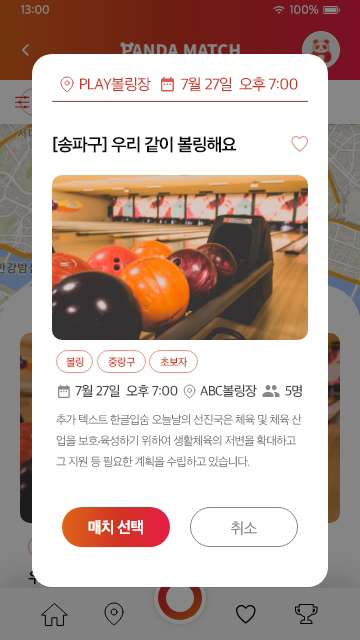 13:00
100%
PANDA MATCH
PLAY볼링장 7월 27일 오후 7:00
[송파구] 우리 같이 볼링해요
볼링 중랑구 초보자
7월 27일 오후 7:00 ABC볼링장 5명
추가 텍스트 한글입숨 오늘날의 선진국은 체육 및 체육 산
업을 보호·육성하기 위하여 생활체육의 저변을 확대하고
그 지원 등 필요한 계획을 수립하고 있습니다.
매치 선택 취소